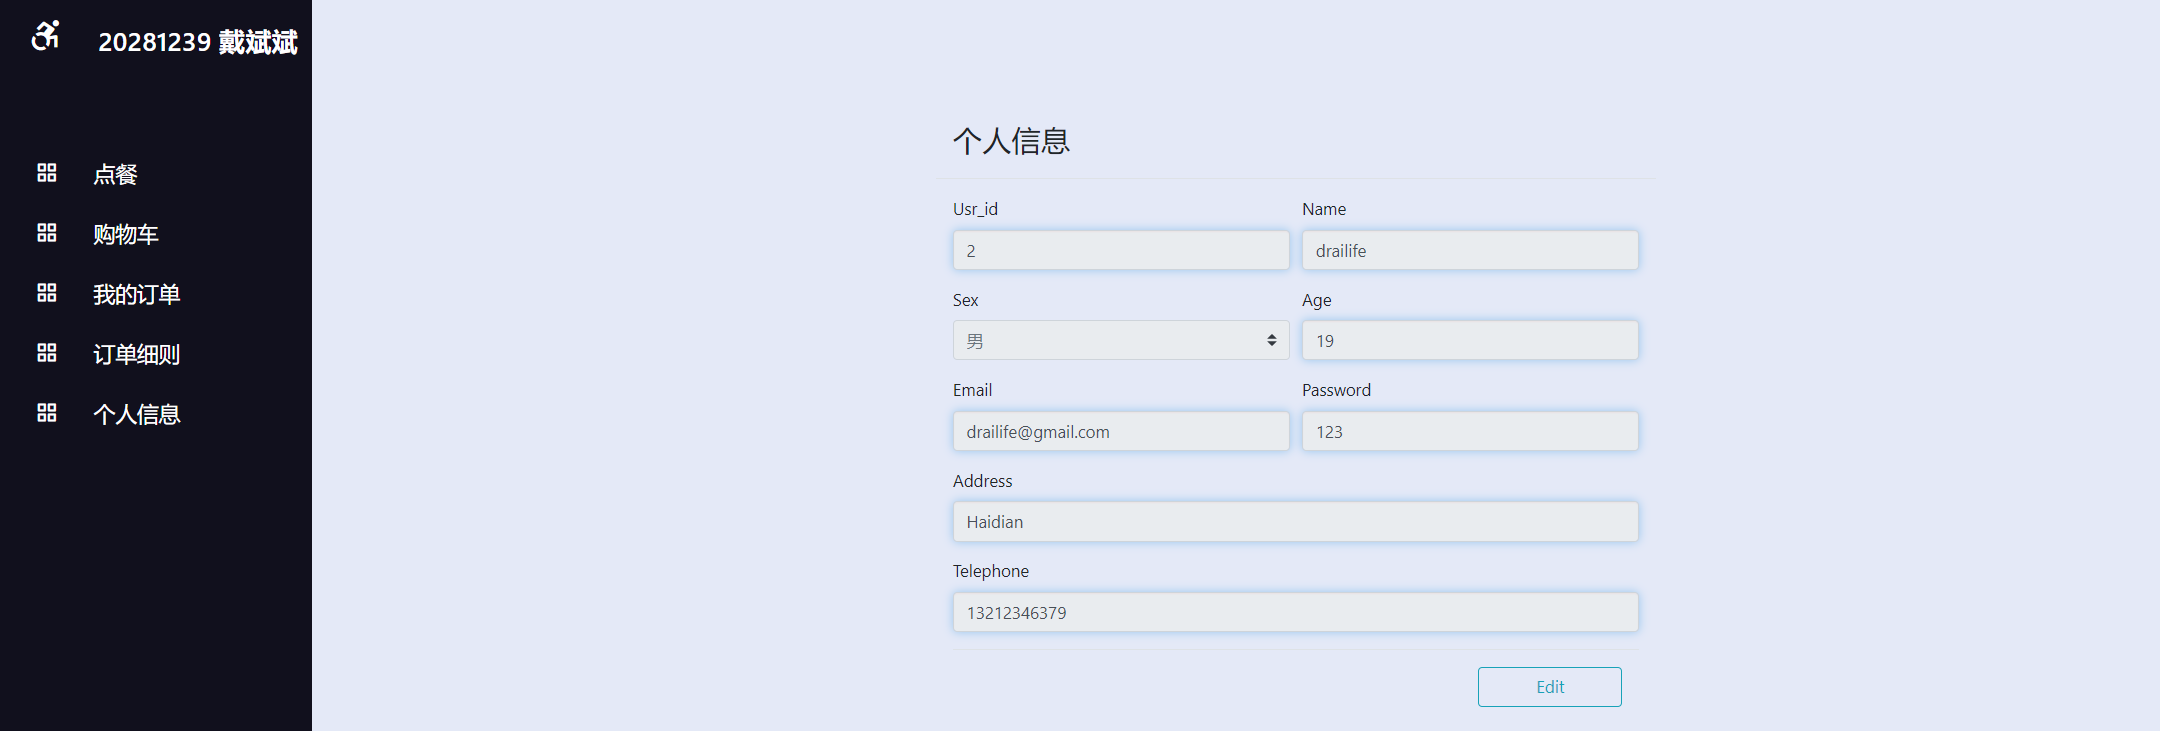 20281239 戴斌斌
点餐
购物车
我的订单
订单细则
个人信息
个人信息
Usr_id Name
2 drailife
Sex Age
男 19
Email Password
drailife@gmail.com 123
Address
Haidian
Telephone
13212346379
Edit